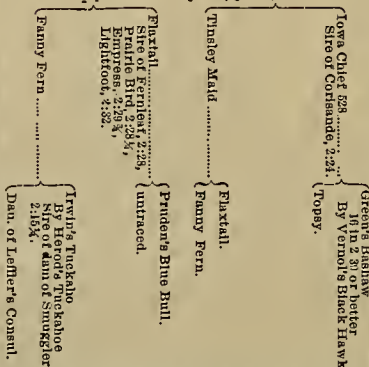 Green's Bashaw
16 in 2 30 or better
By Vernol's Black Hawk
Iowa Chief 528
Sire of Corisande, 2:24.
Topsy.
Tinsley Maid
Flaxtail.
Fanny Fern.
Flaxtail
Sire of Fernleaf, 2:28,
Prairie Bird, 2:28¼,
Empress, 2:29¾,
Lightfoot, 2:32.
Pruden's Blue Bull.
untraced.
Fanny Fern
Irwin's Tuckaho
By Herod's Tuckahoe
Sire of dam of Smuggler
2:15¼.
Dau. of Leffler's Consul.